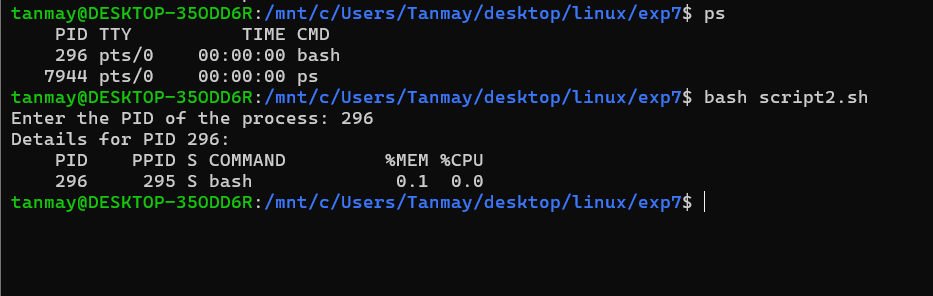 tanmay@DESKTOP-35ODD6R:/mnt/c/Users/Tanmay/desktop/linux/exp7$ ps
    PID TTY          TIME CMD
    296 pts/0    00:00:00 bash
   7944 pts/0    00:00:00 ps
tanmay@DESKTOP-35ODD6R:/mnt/c/Users/Tanmay/desktop/linux/exp7$ bash script2.sh
Enter the PID of the process: 296
Details for PID 296:
    PID    PPID S COMMAND         %MEM %CPU
    296     295 S bash             0.1  0.0
tanmay@DESKTOP-35ODD6R:/mnt/c/Users/Tanmay/desktop/linux/exp7$